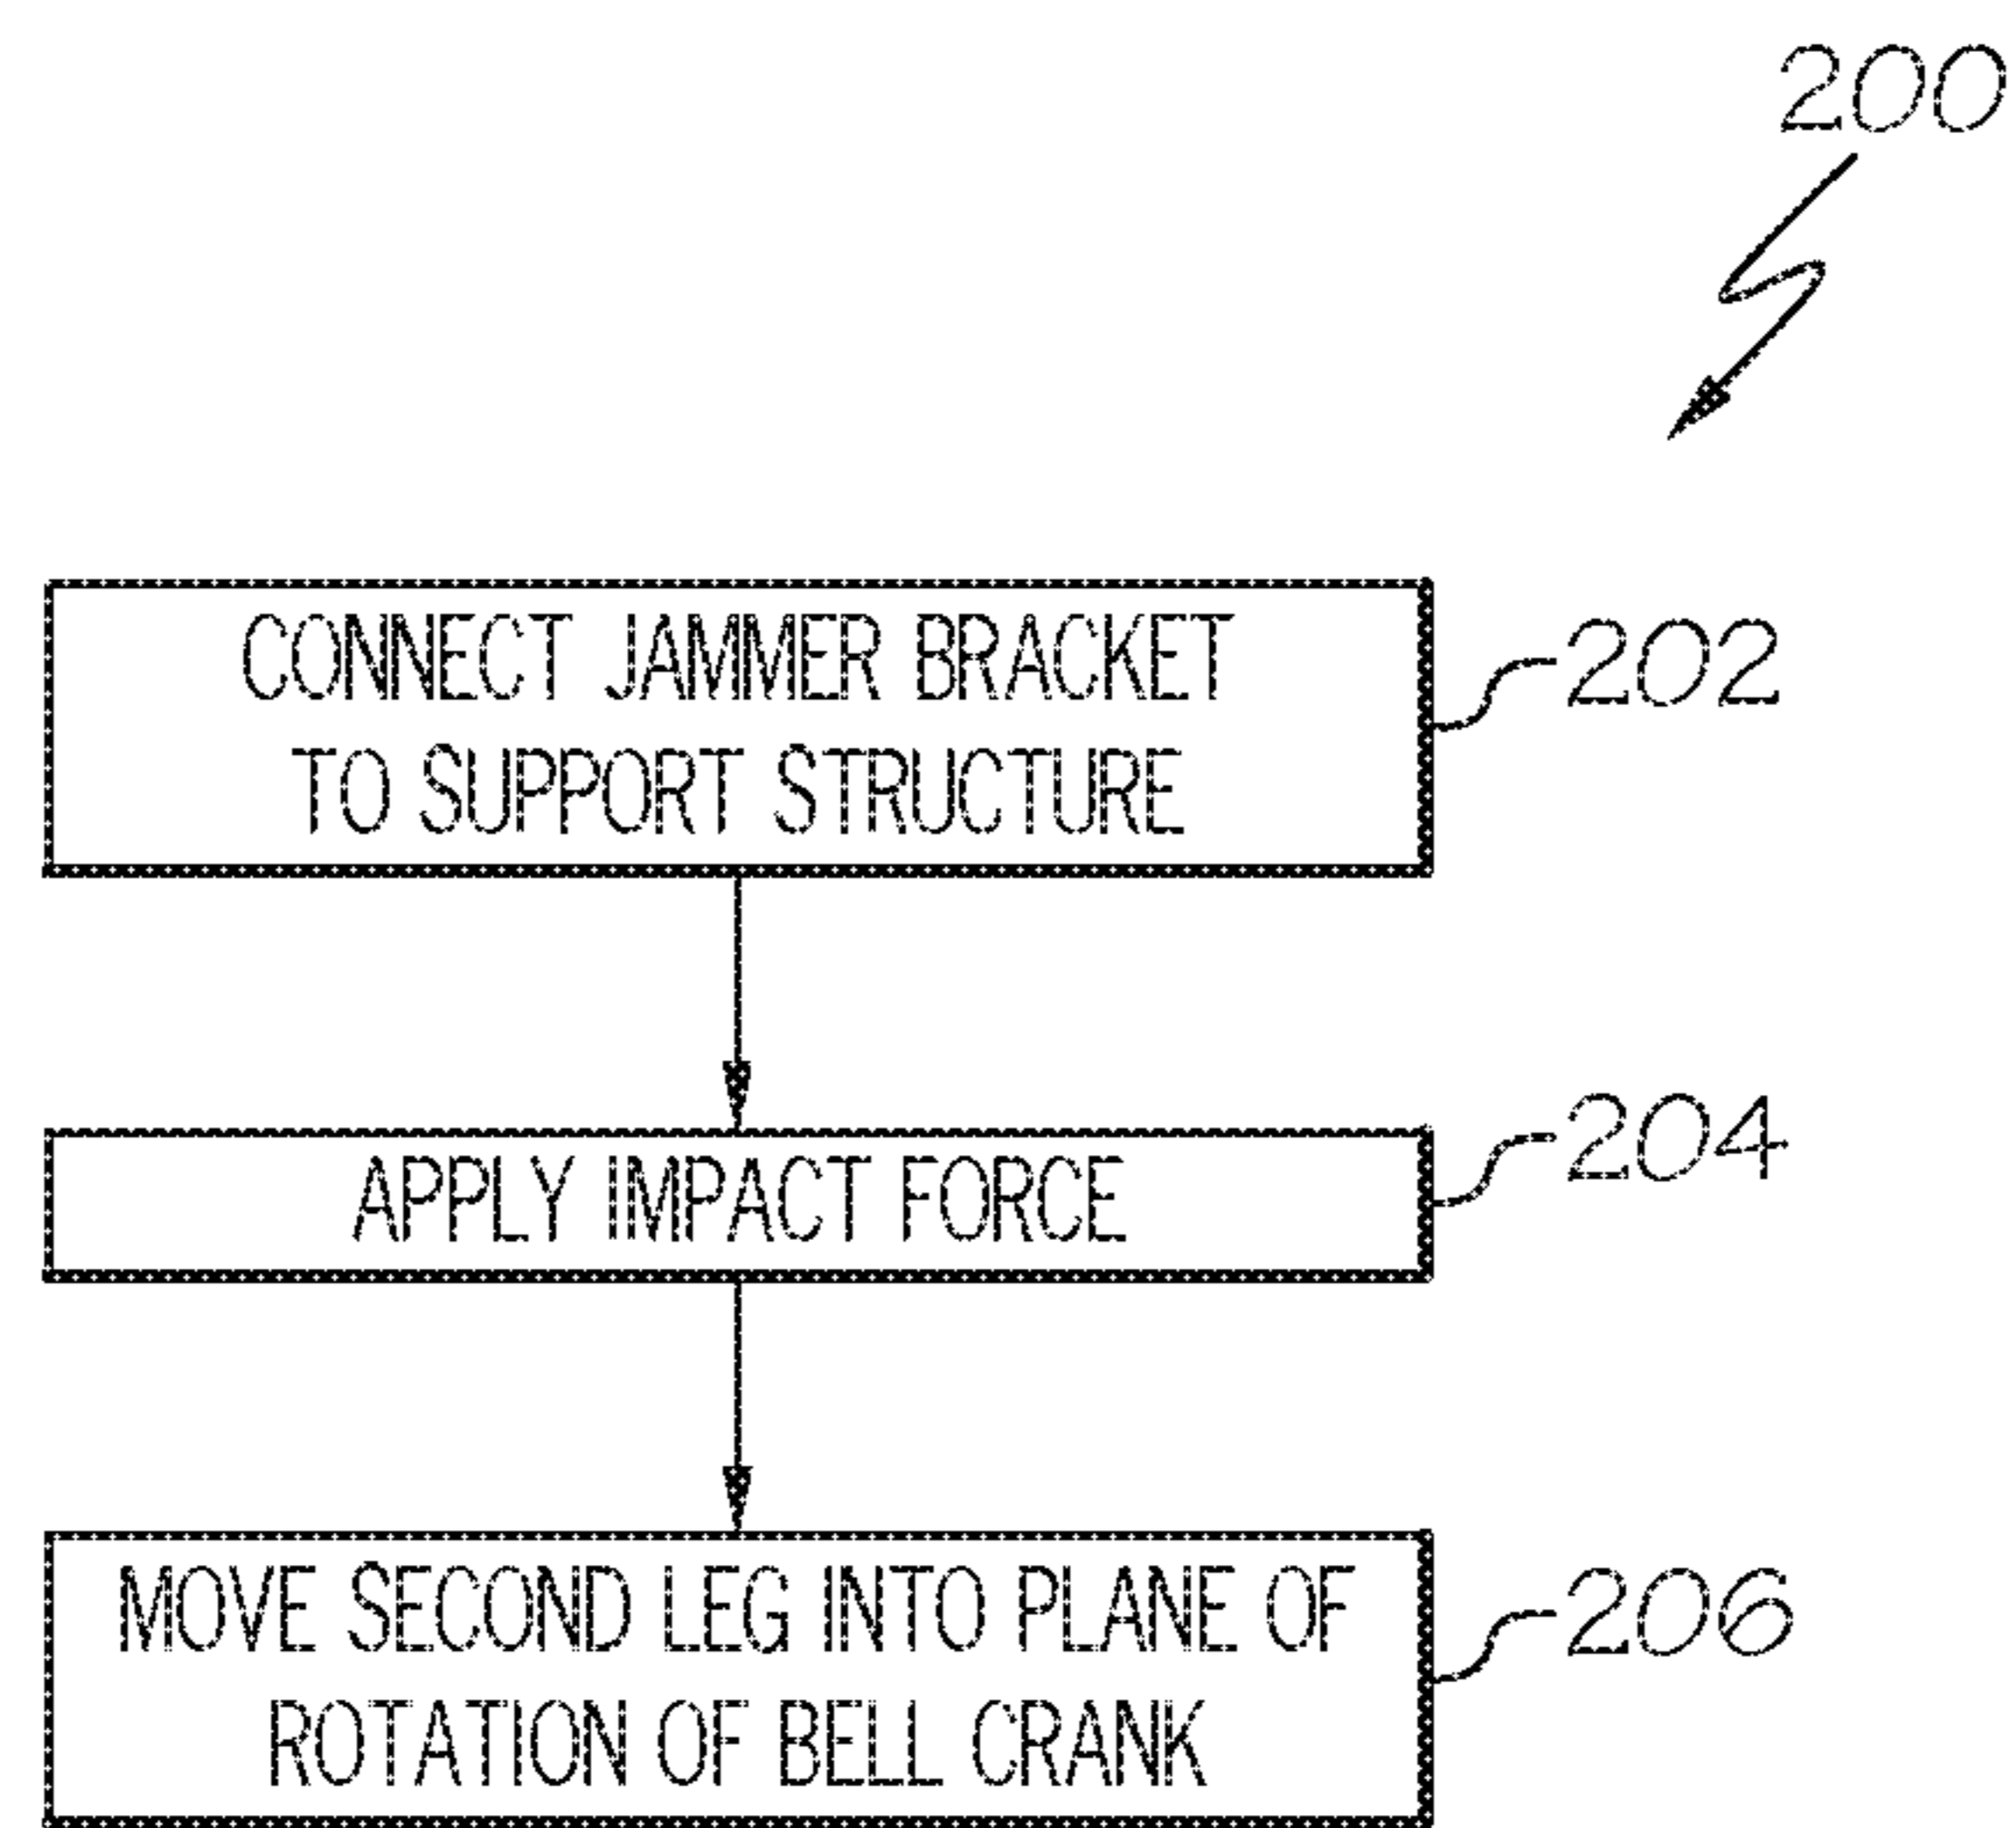 200
CONNECT JAMMER BRACKET
TO SUPPORT STRUCTURE
202
APPLY IMPACT FORCE
204
MOVE SECOND LEG INTO PLANE OF
ROTATION OF BELL CRANK
206